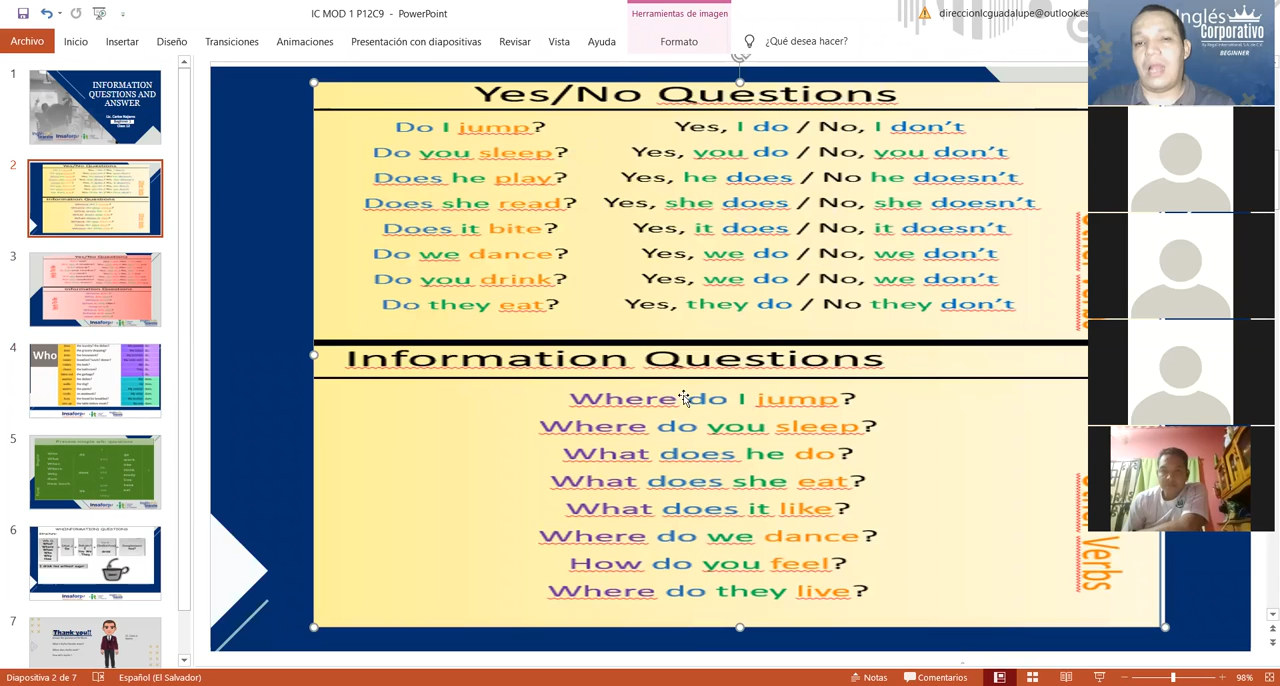 IC MOD 1 P12C9 - PowerPoint
Herramientas de imagen
direccionlcguadalupe@outlook.es
Archivo Inicio Insertar Diseño Transiciones Animaciones Presentación con diapositivas Revisar Vista Ayuda Formato ¿Qué desea hacer?
Inglés
Corporativo
BEGINNER
1
INFORMATION
QUESTIONS AND
ANSWER
2
3
4
Who
5
6
7
Thank you!!
Yes/No Questions
Do I jump? Yes, I do / No, I don't
Do you sleep? Yes, you do / No, you don't
Does he play? Yes, he does / No he doesn't
Does she read? Yes, she does / No, she doesn't
Does it bite? Yes, it does / No, it doesn't
Do we dance? Yes, we do / No, we don't
Do you drink? Yes, we do / No, we don't
Do they eat? Yes, they do / No they don't
Information Questions
Where do I jump?
Where do you sleep?
What does he do?
What does she eat?
What does it like?
Where do we dance?
How do you feel?
Where do they live?
Verbs
Diapositiva 2 de 7 Español (El Salvador) Notas Comentarios 98%